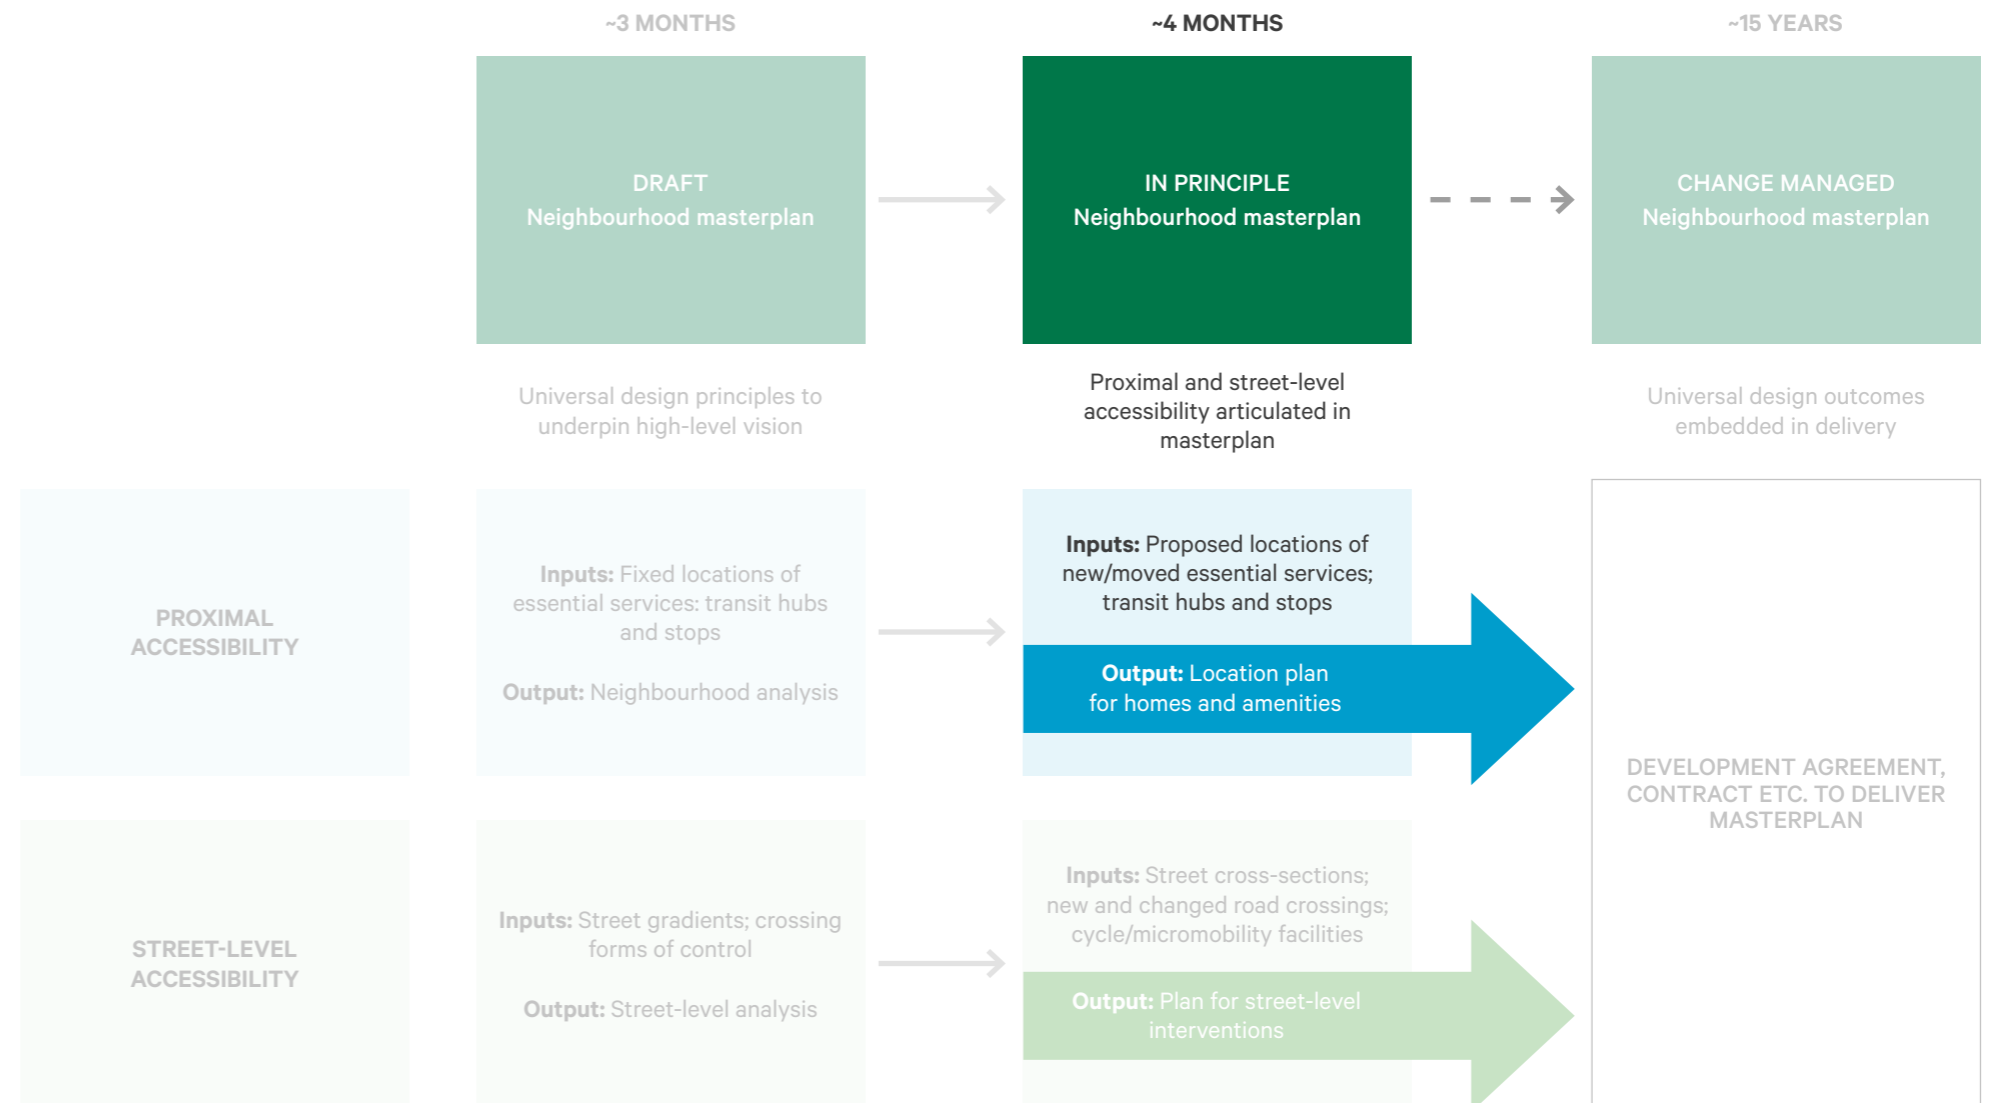 ~3 MONTHS
~4 MONTHS
~15 YEARS
DRAFT
Neighbourhood masterplan
IN PRINCIPLE
Neighbourhood masterplan
CHANGE MANAGED
Neighbourhood masterplan
Universal design principles to
underpin high-level vision
Proximal and street-level
accessibility articulated in
masterplan
Universal design outcomes
embedded in delivery
PROXIMAL
ACCESSIBILITY
Inputs: Fixed locations of
essential services: transit hubs
and stops
Output: Neighbourhood analysis
Inputs: Proposed locations of
new/moved essential services;
transit hubs and stops
Output: Location plan
for homes and amenities
DEVELOPMENT AGREEMENT,
CONTRACT ETC. TO DELIVER
MASTERPLAN
STREET-LEVEL
ACCESSIBILITY
Inputs: Street gradients; crossing
forms of control
Output: Street-level analysis
Inputs: Street cross-sections;
new and changed road crossings;
cycle/micromobility facilities
Output: Plan for street-level
interventions